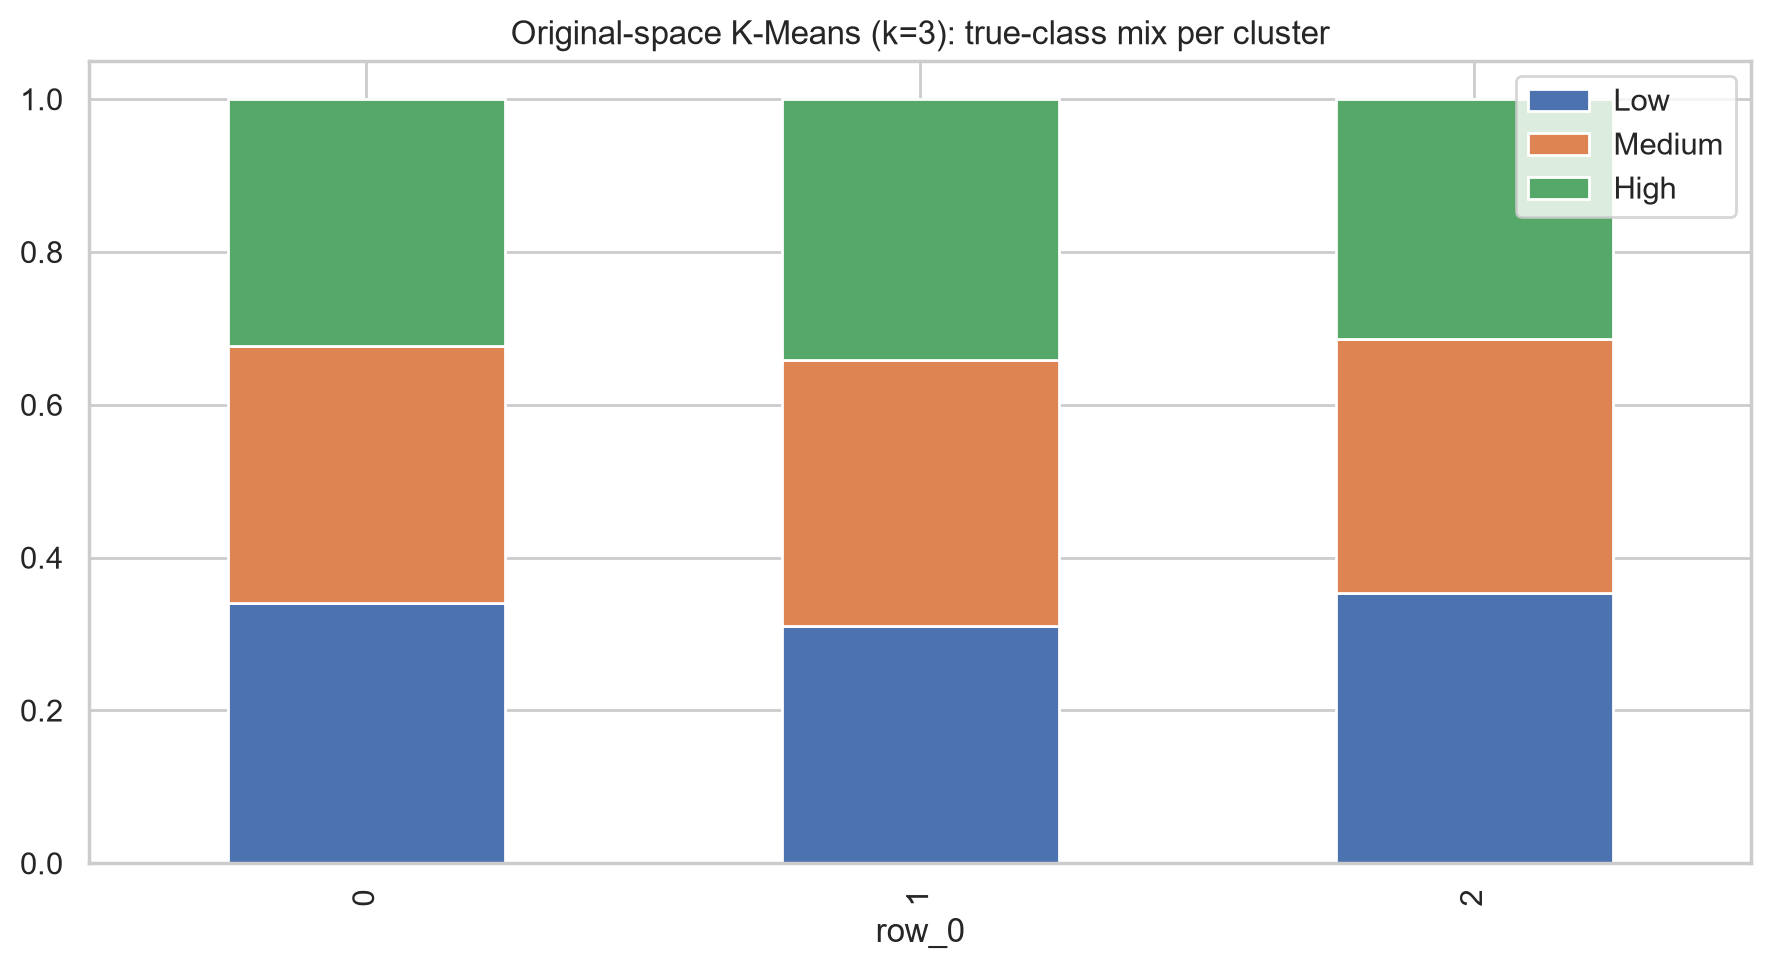 Original-space K-Means (k=3): true-class mix per cluster
1.0
0.8
0.6
0.4
0.2
0.0
Low
Medium
High
0
1
2
row_0